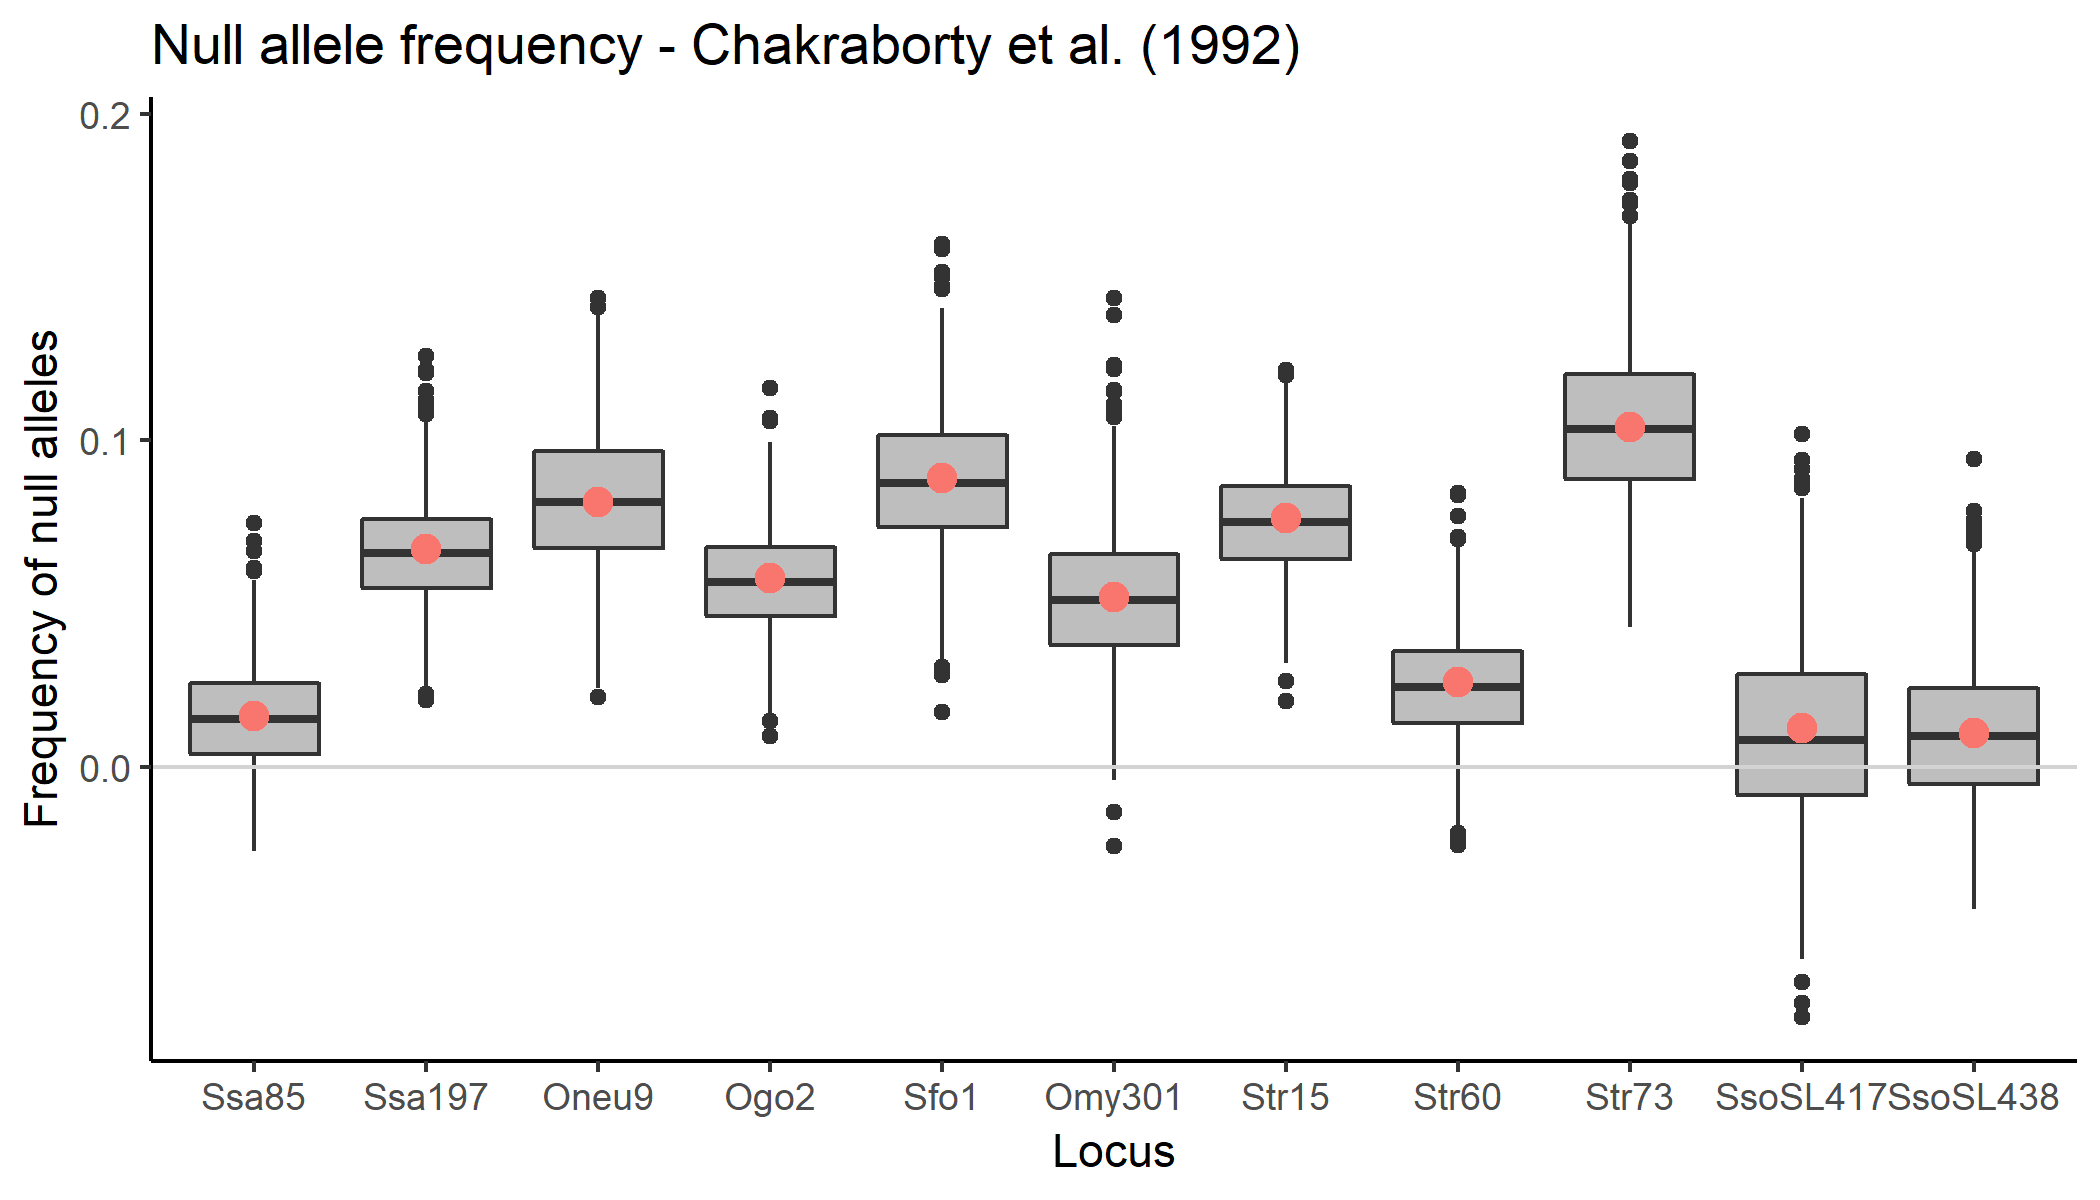 Null allele frequency - Chakraborty et al. (1992)
Frequency of null alleles
0.2
0.1
0.0
Ssa85 Ssa197 Oneu9 Ogo2 Sfo1 Omy301 Str15 Str60 Str73 SsoSL417 SsoSL438
Locus